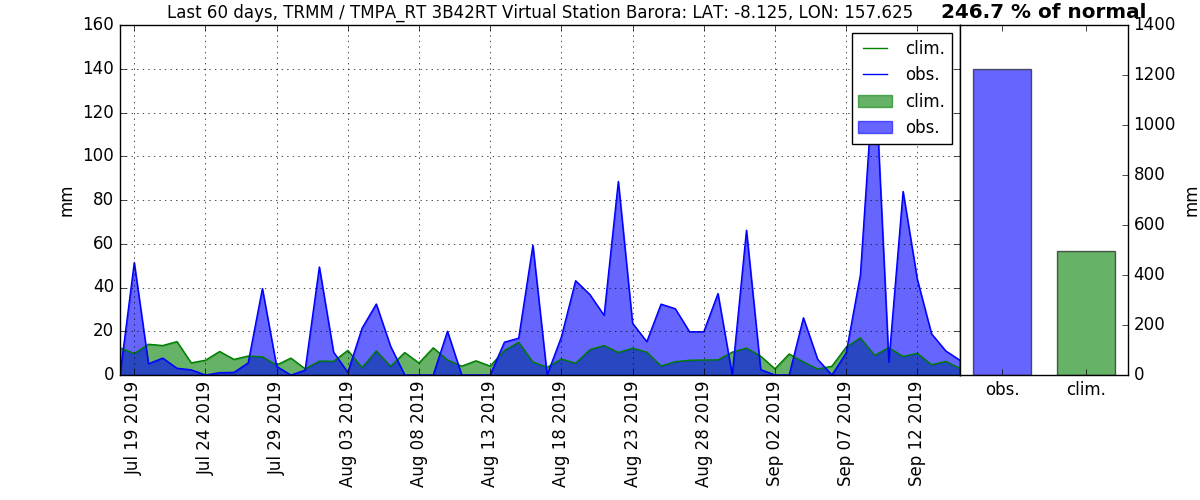 Last 60 days, TRMM / TMPA_RT 3B42RT Virtual Station Barora: LAT: -8.125, LON: 157.625
246.7 % of normal
160
140
120
100
80
60
40
20
0
mm
clim.
obs.
clim.
obs.
1400
1200
1000
800
600
400
200
0
mm
obs.
clim.
Jul 19 2019
Jul 24 2019
Jul 29 2019
Aug 03 2019
Aug 08 2019
Aug 13 2019
Aug 18 2019
Aug 23 2019
Aug 28 2019
Sep 02 2019
Sep 07 2019
Sep 12 2019